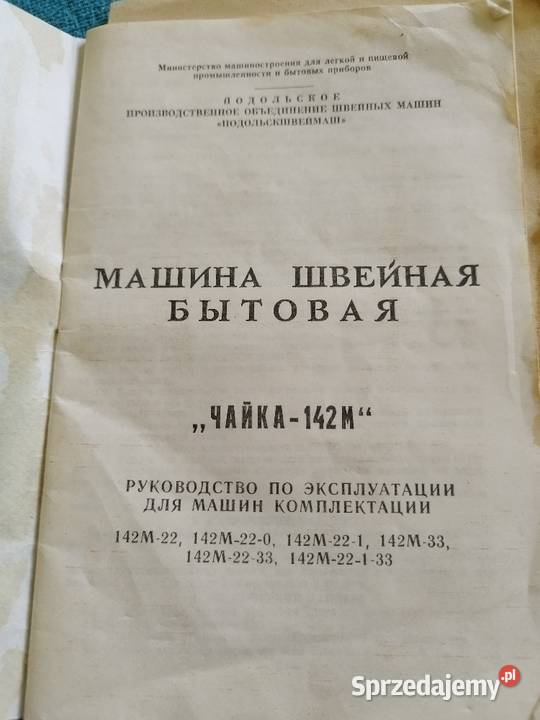 Министерство машиностроения для легкой и пищевой
промышленности и бытовых приборов
ПОДОЛЬСКОЕ
ПРОИЗВОДСТВЕННОЕ ОБЪЕДИНЕНИЕ ШВЕЙНЫХ МАШИН
«ПОДОЛЬСКШВЕЙМАШ»
МАШИНА ШВЕЙНАЯ
БЫТОВАЯ
„ЧАЙКА-142М“
РУКОВОДСТВО ПО ЭКСПЛУАТАЦИИ
ДЛЯ МАШИН КОМПЛЕКТАЦИИ
142М-22, 142М-22-0, 142М-22-1, 142М-33,
142М-22-33, 142М-22-1-33
Sprzedajemy.pl